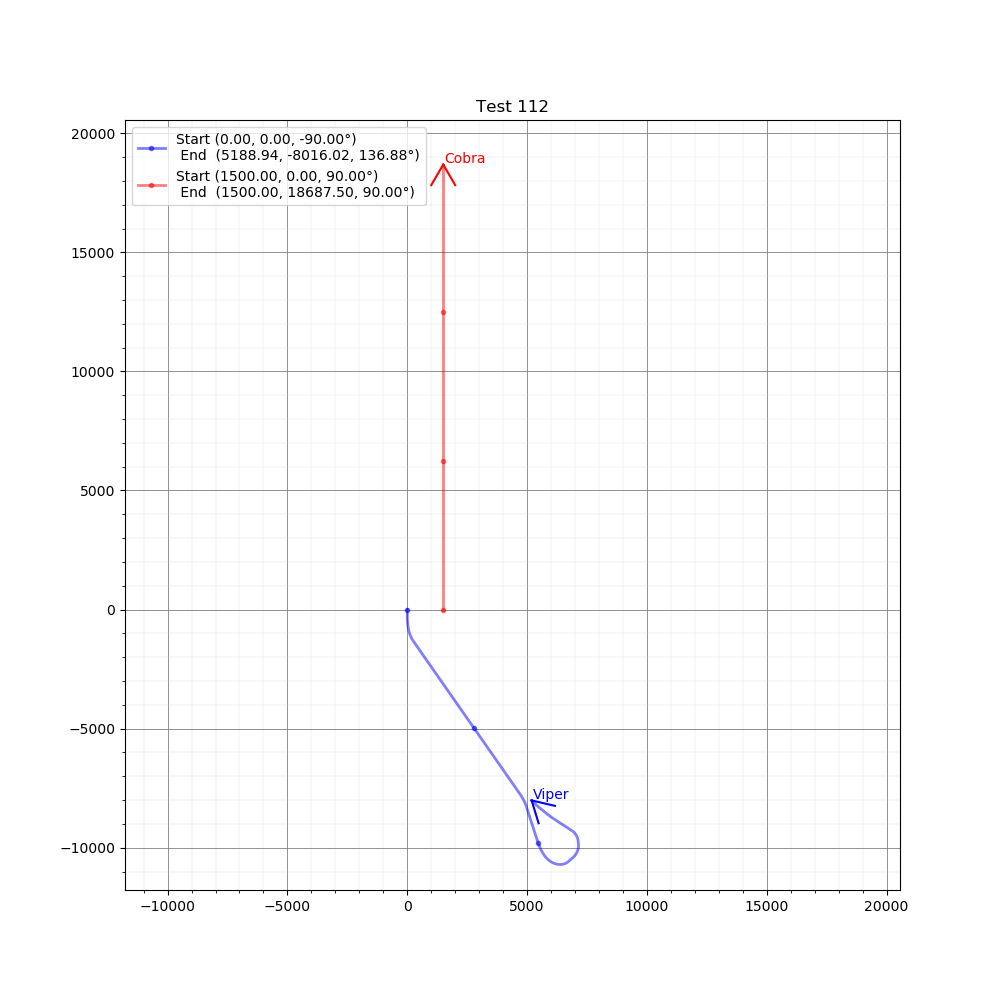 Test 112
Start (0.00, 0.00, -90.00°)
End (5188.94, -8016.02, 136.88°)
Start (1500.00, 0.00, 90.00°)
End (1500.00, 18687.50, 90.00°)
Cobra
Viper
20000
15000
10000
5000
0
−5000
−10000
−10000
−5000
0
5000
10000
15000
20000